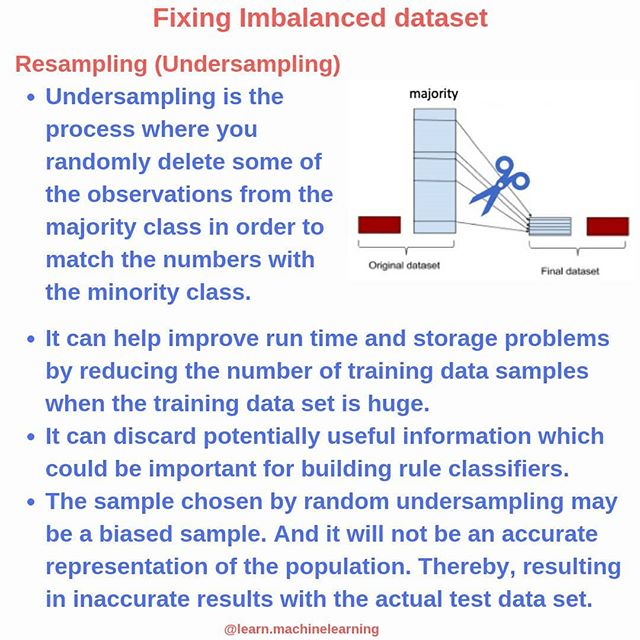 Fixing Imbalanced dataset
Resampling (Undersampling)
• Undersampling is the
process where you
randomly delete some of
the observations from the
majority class in order to
match the numbers with
the minority class.
majority
Original dataset
Final dataset
• It can help improve run time and storage problems
by reducing the number of training data samples
when the training data set is huge.
• It can discard potentially useful information which
could be important for building rule classifiers.
• The sample chosen by random undersampling may
be a biased sample. And it will not be an accurate
representation of the population. Thereby, resulting
in inaccurate results with the actual test data set.
@learn.machinelearning